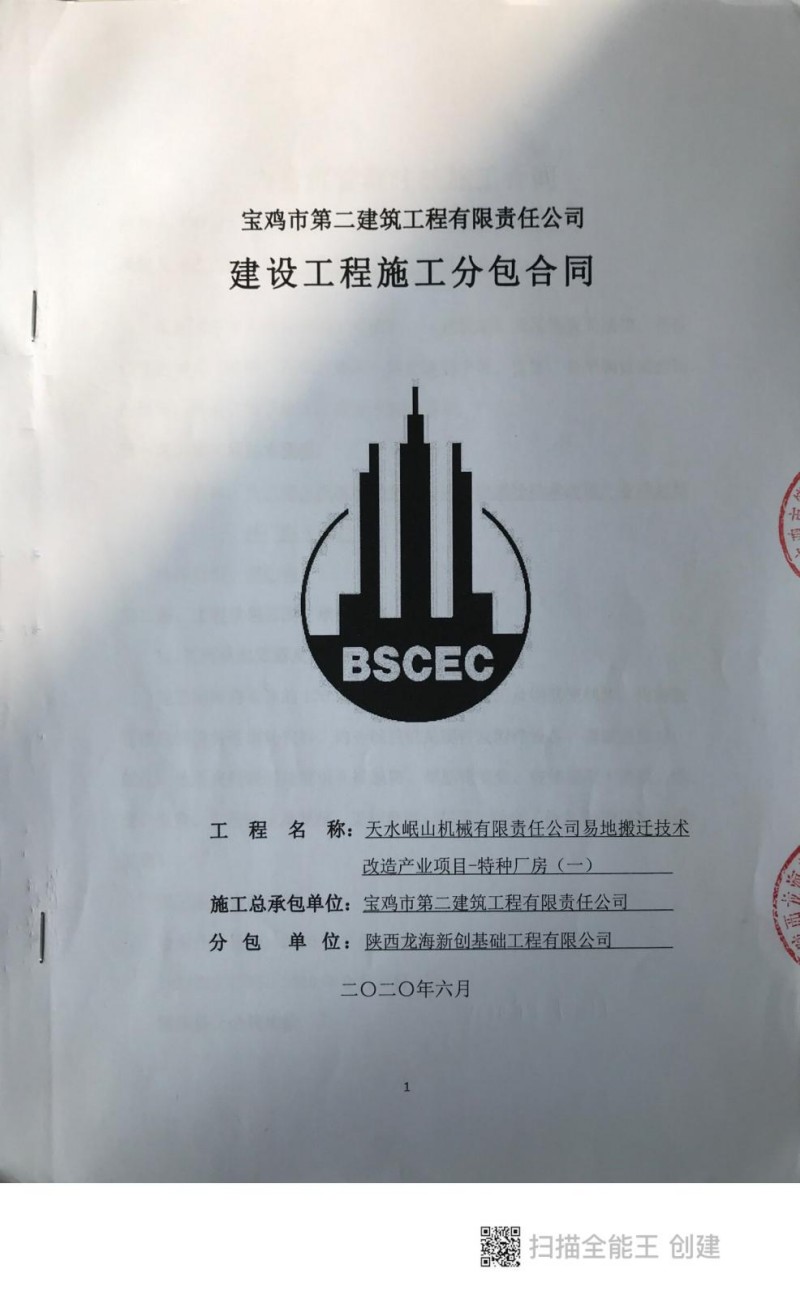 宝鸡市第二建筑工程有限责任公司
建设工程施工分包合同
BSCEC
工 程 名 称：天水岷山机械有限责任公司易地搬迁技术
改造产业项目-特种厂房（一）
施工总承包单位：宝鸡市第二建筑工程有限责任公司
分 包 单 位：陕西龙海新创基础工程有限公司
二〇二〇年六月
1
扫描全能王 创建